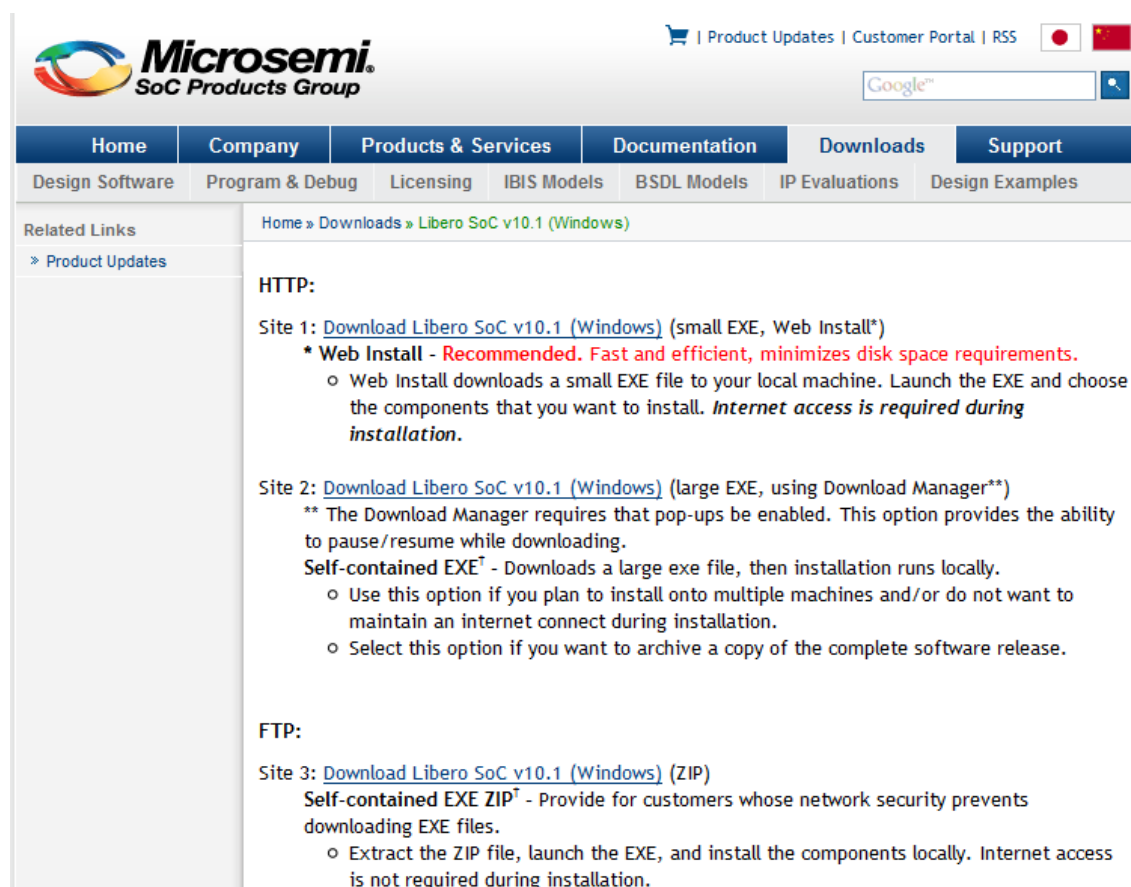 Microsemi®
SoC Products Group
| Product Updates | Customer Portal | RSS
Google™
Home Company Products & Services Documentation Downloads Support
Design Software Program & Debug Licensing IBIS Models BSDL Models IP Evaluations Design Examples
Related Links
» Product Updates
Home » Downloads » Libero SoC v10.1 (Windows)
HTTP:
Site 1: Download Libero SoC v10.1 (Windows) (small EXE, Web Install*)
* Web Install - Recommended. Fast and efficient, minimizes disk space requirements.
Web Install downloads a small EXE file to your local machine. Launch the EXE and choose
the components that you want to install. Internet access is required during
installation.
Site 2: Download Libero SoC v10.1 (Windows) (large EXE, using Download Manager**)
** The Download Manager requires that pop-ups be enabled. This option provides the ability
to pause/resume while downloading.
Self-contained EXE† - Downloads a large exe file, then installation runs locally.
Use this option if you plan to install onto multiple machines and/or do not want to
maintain an internet connect during installation.
Select this option if you want to archive a copy of the complete software release.
FTP:
Site 3: Download Libero SoC v10.1 (Windows) (ZIP)
Self-contained EXE ZIP† - Provide for customers whose network security prevents
downloading EXE files.
Extract the ZIP file, launch the EXE, and install the components locally. Internet access
is not required during installation.